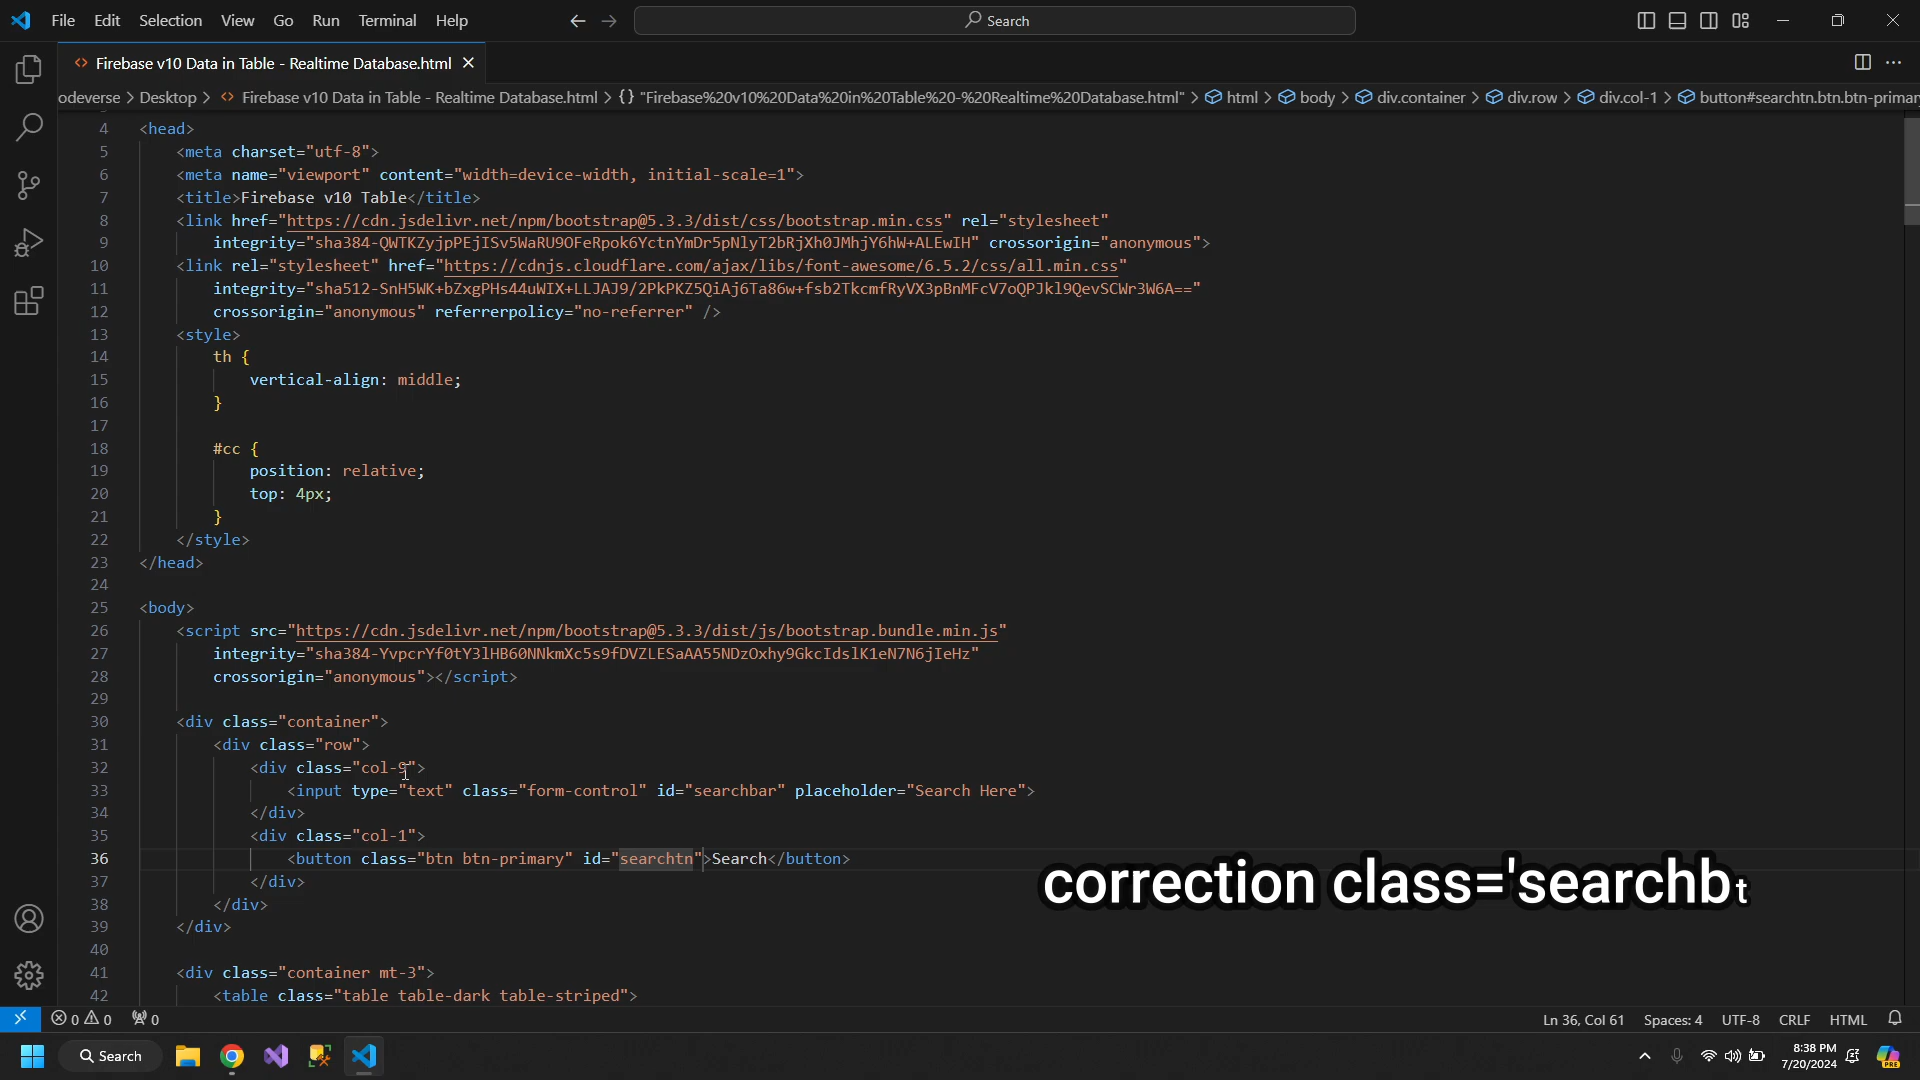 File Edit Selection View Go Run Terminal Help
Search
Firebase v10 Data in Table - Realtime Database.html
odeverse > Desktop > Firebase v10 Data in Table - Realtime Database.html > {} "Firebase%20v10%20Data%20in%20Table%20-%20Realtime%20Database.html" > html > body > div.container > div.row > div.col-1 > button#searchtn.btn.btn-primar
4 <head>
5 <meta charset="utf-8">
6 <meta name="viewport" content="width=device-width, initial-scale=1">
7 <title>Firebase v10 Table</title>
8 <link href="https://cdn.jsdelivr.net/npm/bootstrap@5.3.3/dist/css/bootstrap.min.css" rel="stylesheet"
9 integrity="sha384-QWTKZyjpPEjISv5WaRU9OFeRpok6YctnYmDr5pNlyT2bRjXh0JMhjY6hW+ALEwIH" crossorigin="anonymous">
10 <link rel="stylesheet" href="https://cdnjs.cloudflare.com/ajax/libs/font-awesome/6.5.2/css/all.min.css"
11 integrity="sha512-SnH5WK+bZxgPHs44uWIX+LLJAJ9/2PkPKZ5QiAj6Ta86w+fsb2TkcmfRyVX3pBnMFcV7oQPJkl9QevSCWr3W6A=="
12 crossorigin="anonymous" referrerpolicy="no-referrer" />
13 <style>
14 th {
15 vertical-align: middle;
16 }
17
18 #cc {
19 position: relative;
20 top: 4px;
21 }
22 </style>
23 </head>
24
25 <body>
26 <script src="https://cdn.jsdelivr.net/npm/bootstrap@5.3.3/dist/js/bootstrap.bundle.min.js"
27 integrity="sha384-YvpcrYf0tY3lHB60NNkmXc5s9fDVZLESaAA55NDzOxhy9GkcIdslK1eN7N6jIeHz"
28 crossorigin="anonymous"></script>
29
30 <div class="container">
31 <div class="row">
32 <div class="col-9">
33 <input type="text" class="form-control" id="searchbar" placeholder="Search Here">
34 </div>
35 <div class="col-1">
36 <button class="btn btn-primary" id="searchtn">Search</button>
37 </div>
38 </div>
39 </div>
40
41 <div class="container mt-3">
42 <table class="table table-dark table-striped">
correction class='searchbt
0 0 0
Ln 36, Col 61 Spaces: 4 UTF-8 CRLF HTML
Search
8:38 PM
7/20/2024
PRE